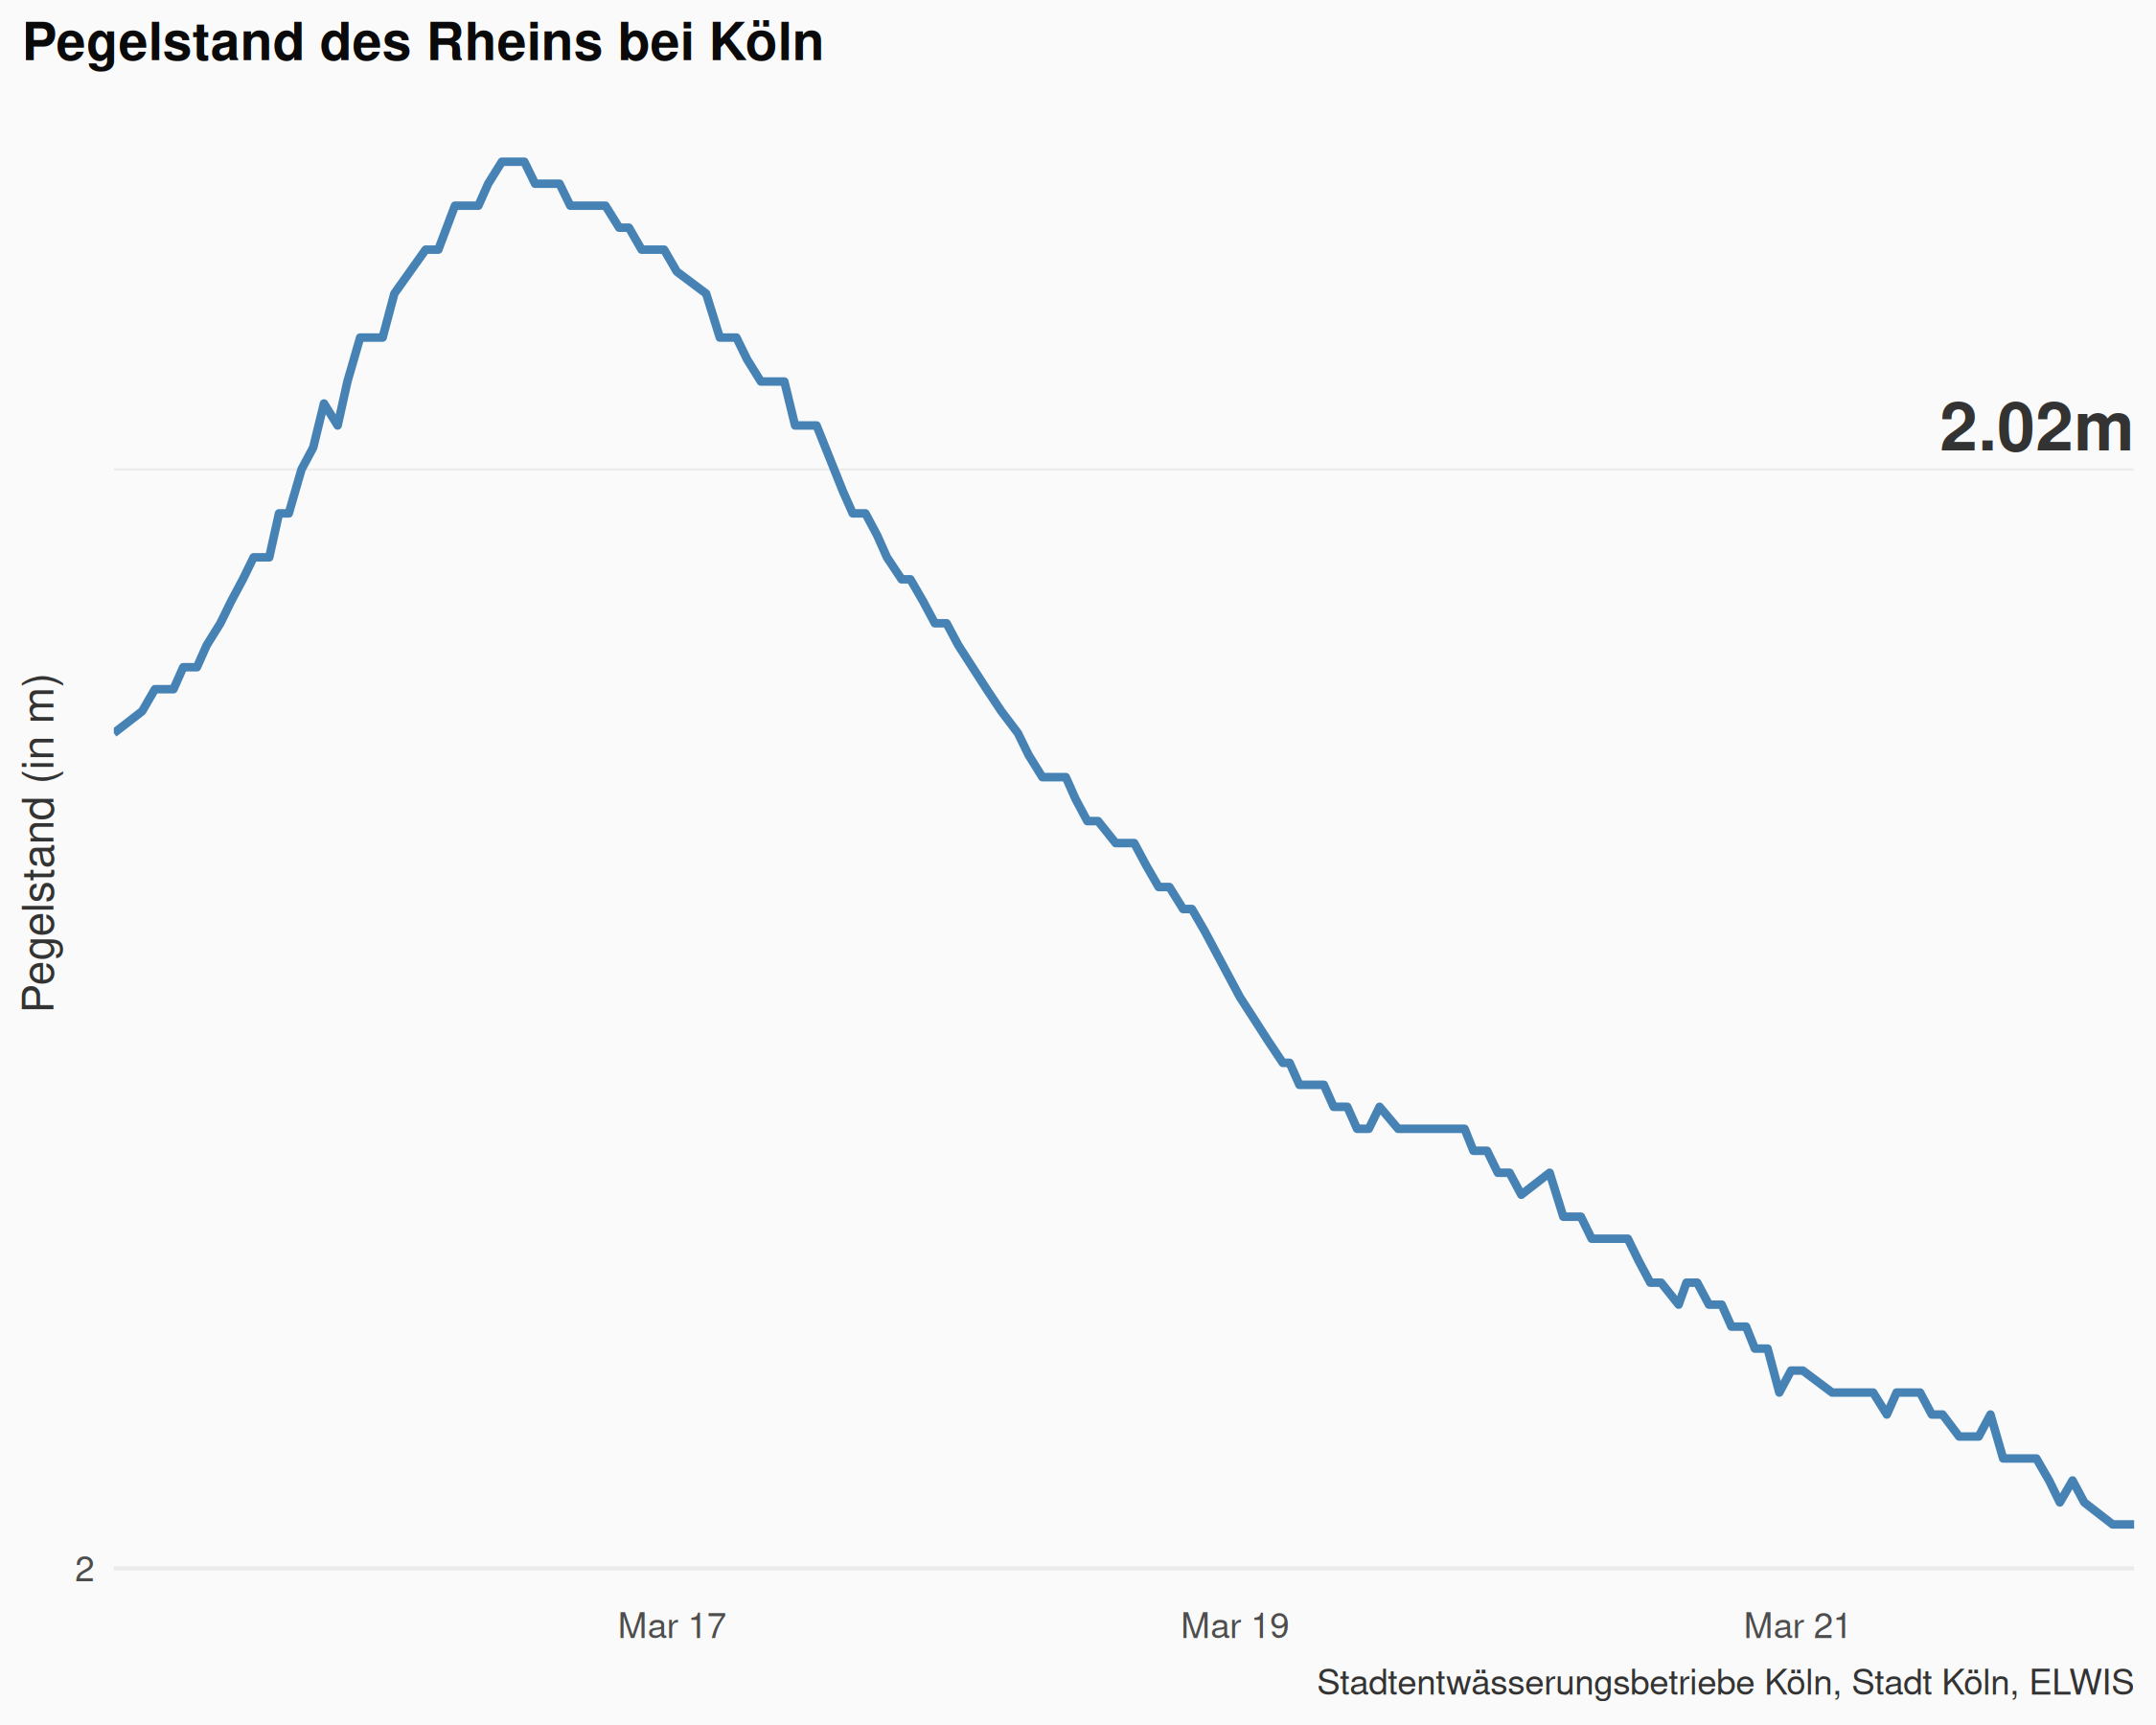 Pegelstand des Rheins bei Köln
2.02m
Pegelstand (in m)
2
Mar 17
Mar 19
Mar 21
Stadtentwässerungsbetriebe Köln, Stadt Köln, ELWIS